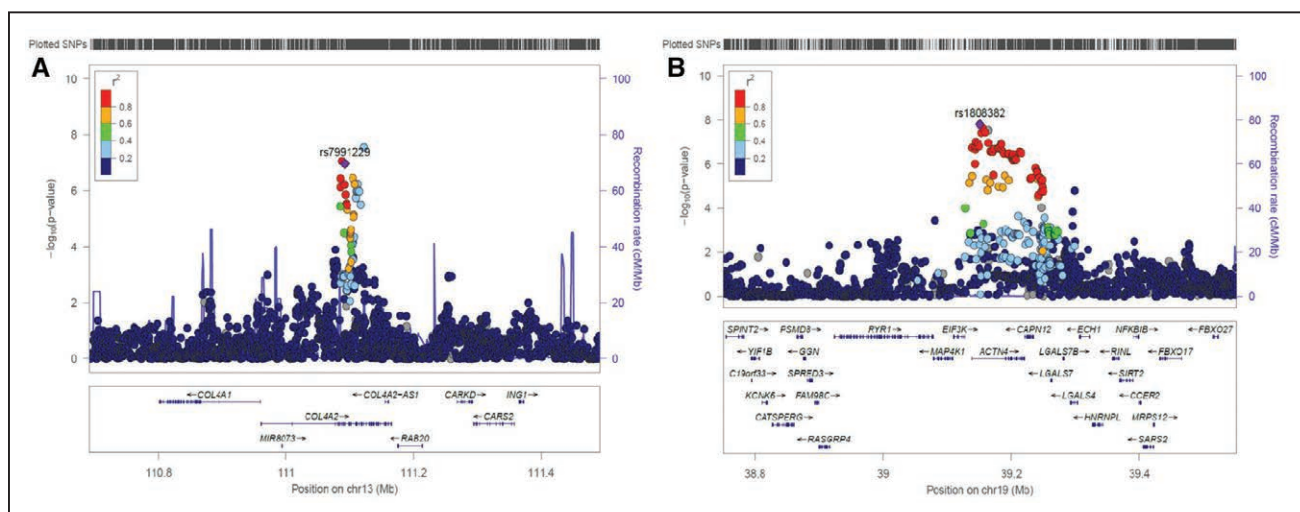 Plotted SNPs
A
10
8
6
4
2
0
−log10(p−value)
r2
0.8
0.6
0.4
0.2
rs7991229
100
80
60
40
20
0
Recombination rate (cM/Mb)
COL4A1
COL4A2−AS1
CARKD
ING1
COL4A2
CARS2
MIR8073
RAB20
110.8
111
111.2
111.4
Position on chr13 (Mb)
Plotted SNPs
B
10
8
6
4
2
0
−log10(p−value)
r2
0.8
0.6
0.4
0.2
rs1808382
100
80
60
40
20
0
Recombination rate (cM/Mb)
SPINT2
PSMD8
RYR1
EIF3K
CAPN12
ECH1
NFKBIB
FBXO27
YIF1B
GGN
MAP4K1
ACTN4
LGALS7B
RINL
FBXO17
C19orf33
SPRED3
LGALS7
SIRT2
KCNK6
FAM98C
LGALS4
CCER2
CATSPERG
HNRNPL
MRPS12
RASGRP4
SARS2
38.8
39
39.2
39.4
Position on chr19 (Mb)